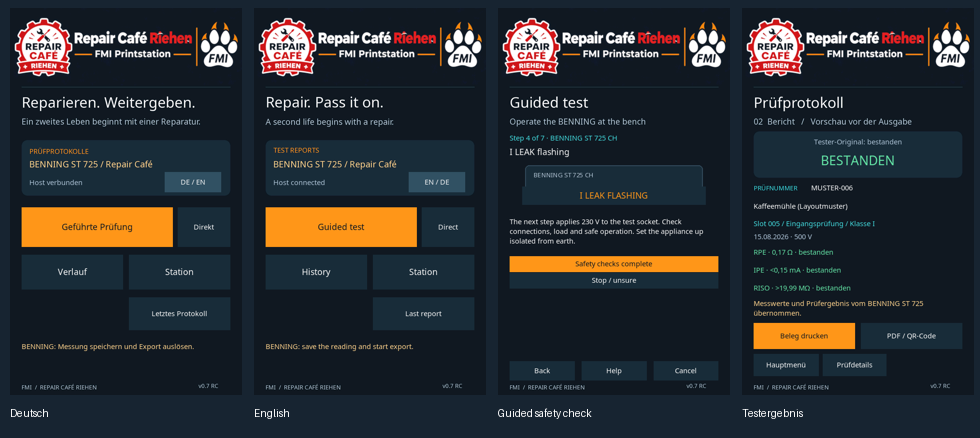 REPAIR
CAFÉ
RIEHEN
Repair Café Riehen
FMI Printstation
FMI
Reparieren. Weitergeben.
Ein zweites Leben beginnt mit einer Reparatur.
PRÜFPROTOKOLLE
BENNING ST 725 / Repair Café
Host verbunden
DE / EN
Geführte Prüfung
Direkt
Verlauf
Station
Letztes Protokoll
BENNING: Messung speichern und Export auslösen.
FMI / REPAIR CAFÉ RIEHEN
v0.7 RC
Deutsch
REPAIR
CAFÉ
RIEHEN
Repair Café Riehen
FMI Printstation
FMI
Repair. Pass it on.
A second life begins with a repair.
TEST REPORTS
BENNING ST 725 / Repair Café
Host connected
EN / DE
Guided test
Direct
History
Station
Last report
BENNING: save the reading and start export.
FMI / REPAIR CAFÉ RIEHEN
v0.7 RC
English
REPAIR
CAFÉ
RIEHEN
Repair Café Riehen
FMI Printstation
FMI
Guided test
Operate the BENNING at the bench
Step 4 of 7 · BENNING ST 725 CH
I LEAK flashing
BENNING ST 725 CH
I LEAK FLASHING
The next step applies 230 V to the test socket. Check
connections, load and safe operation. Set the appliance up
isolated from earth.
Safety checks complete
Stop / unsure
Back
Help
Cancel
FMI / REPAIR CAFÉ RIEHEN
v0.7 RC
Guided safety check
REPAIR
CAFÉ
RIEHEN
Repair Café Riehen
FMI Printstation
FMI
Prüfprotokoll
02 Bericht / Vorschau vor der Ausgabe
Tester-Original: bestanden
BESTANDEN
PRÜFNUMMER MUSTER-006
Kaffeemühle (Layoutmuster)
Slot 005 / Eingangsprüfung / Klasse I
15.08.2026 · 500 V
RPE · 0,17 Ω · bestanden
IPE · <0,15 mA · bestanden
RISO · >19,99 MΩ · bestanden
Messwerte und Prüfergebnis vom BENNING ST 725
übernommen.
Beleg drucken
PDF / QR-Code
Hauptmenü
Prüfdetails
FMI / REPAIR CAFÉ RIEHEN
v0.7 RC
Testergebnis